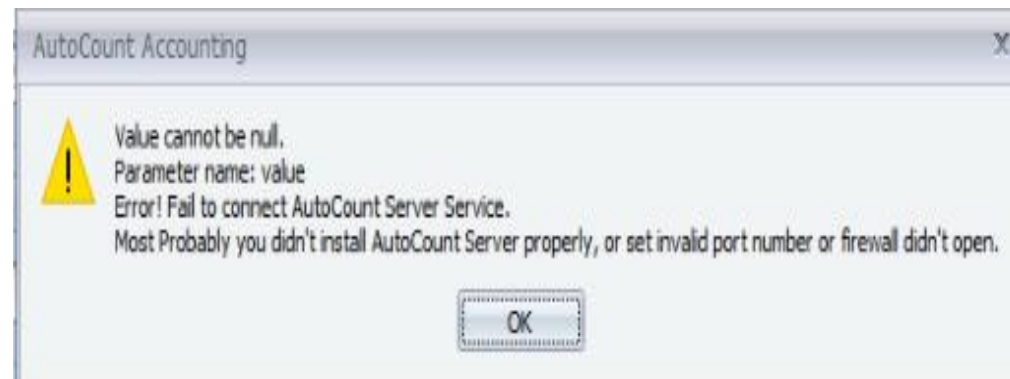 AutoCount Accounting
Value cannot be null.
Parameter name: value
Error! Fail to connect AutoCount Server Service.
Most Probably you didn't install AutoCount Server properly, or set invalid port number or firewall didn't open.
OK